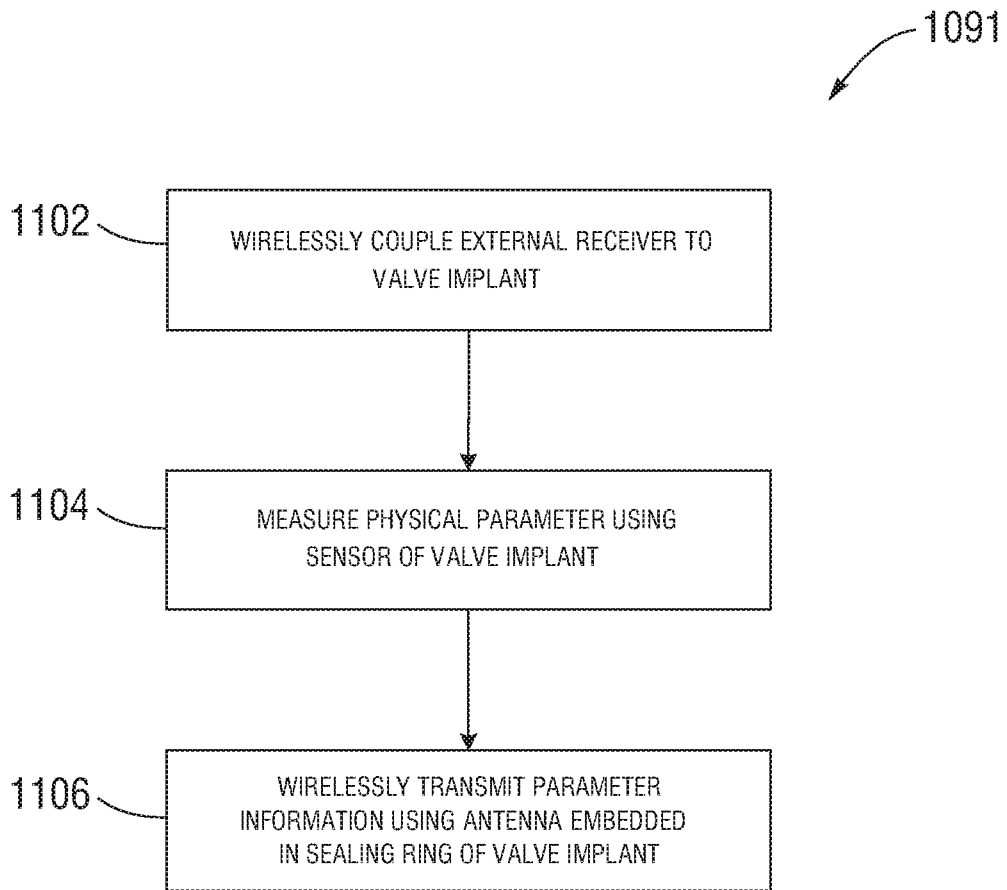 1091
1102
WIRELESSLY COUPLE EXTERNAL RECEIVER TO
VALVE IMPLANT
1104
MEASURE PHYSICAL PARAMETER USING
SENSOR OF VALVE IMPLANT
1106
WIRELESSLY TRANSMIT PARAMETER
INFORMATION USING ANTENNA EMBEDDED
IN SEALING RING OF VALVE IMPLANT